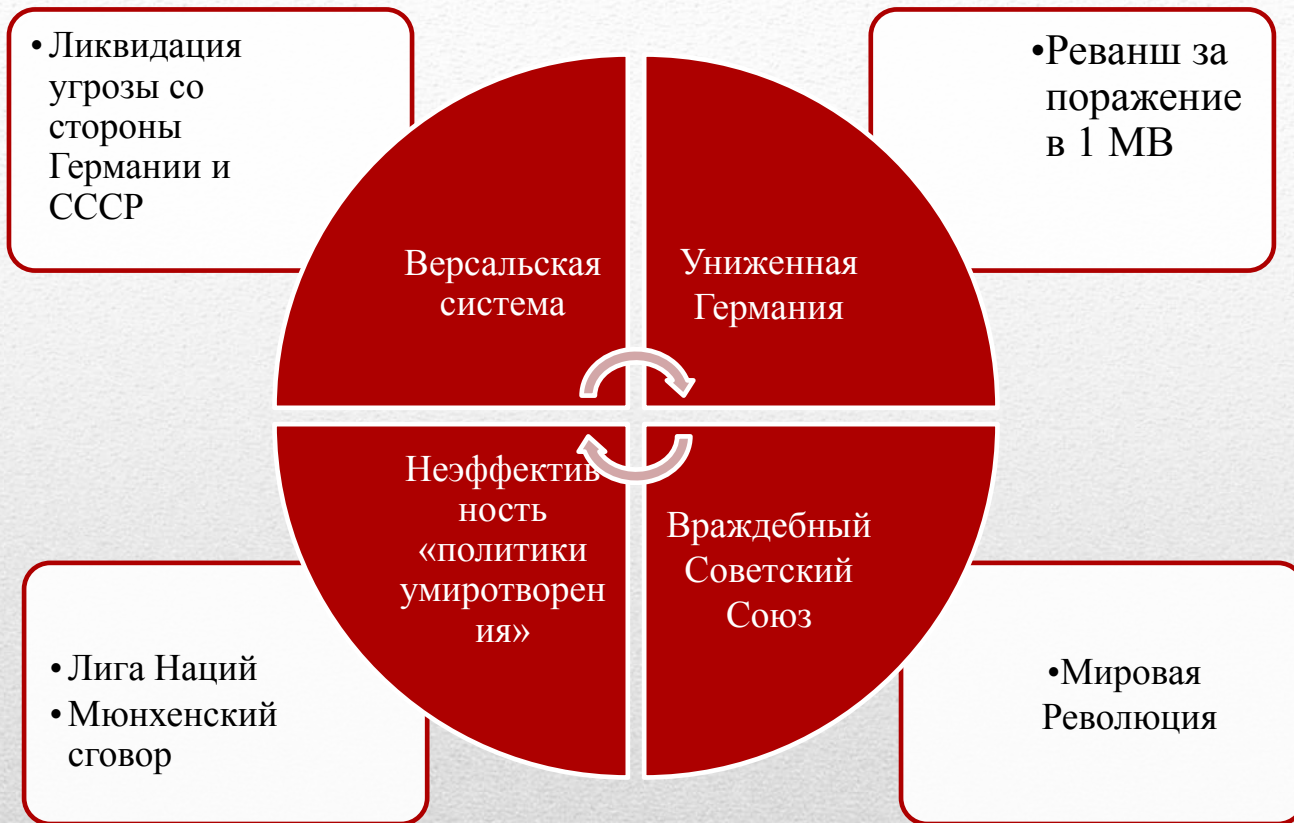 • Ликвидация
угрозы со
стороны
Германии и
СССР
•Реванш за
поражение
в 1 МВ
Версальская
система
Униженная
Германия
Неэффектив
ность
«политики
умиротворен
ия»
Враждебный
Советский
Союз
• Лига Наций
• Мюнхенский
сговор
•Мировая
Революция